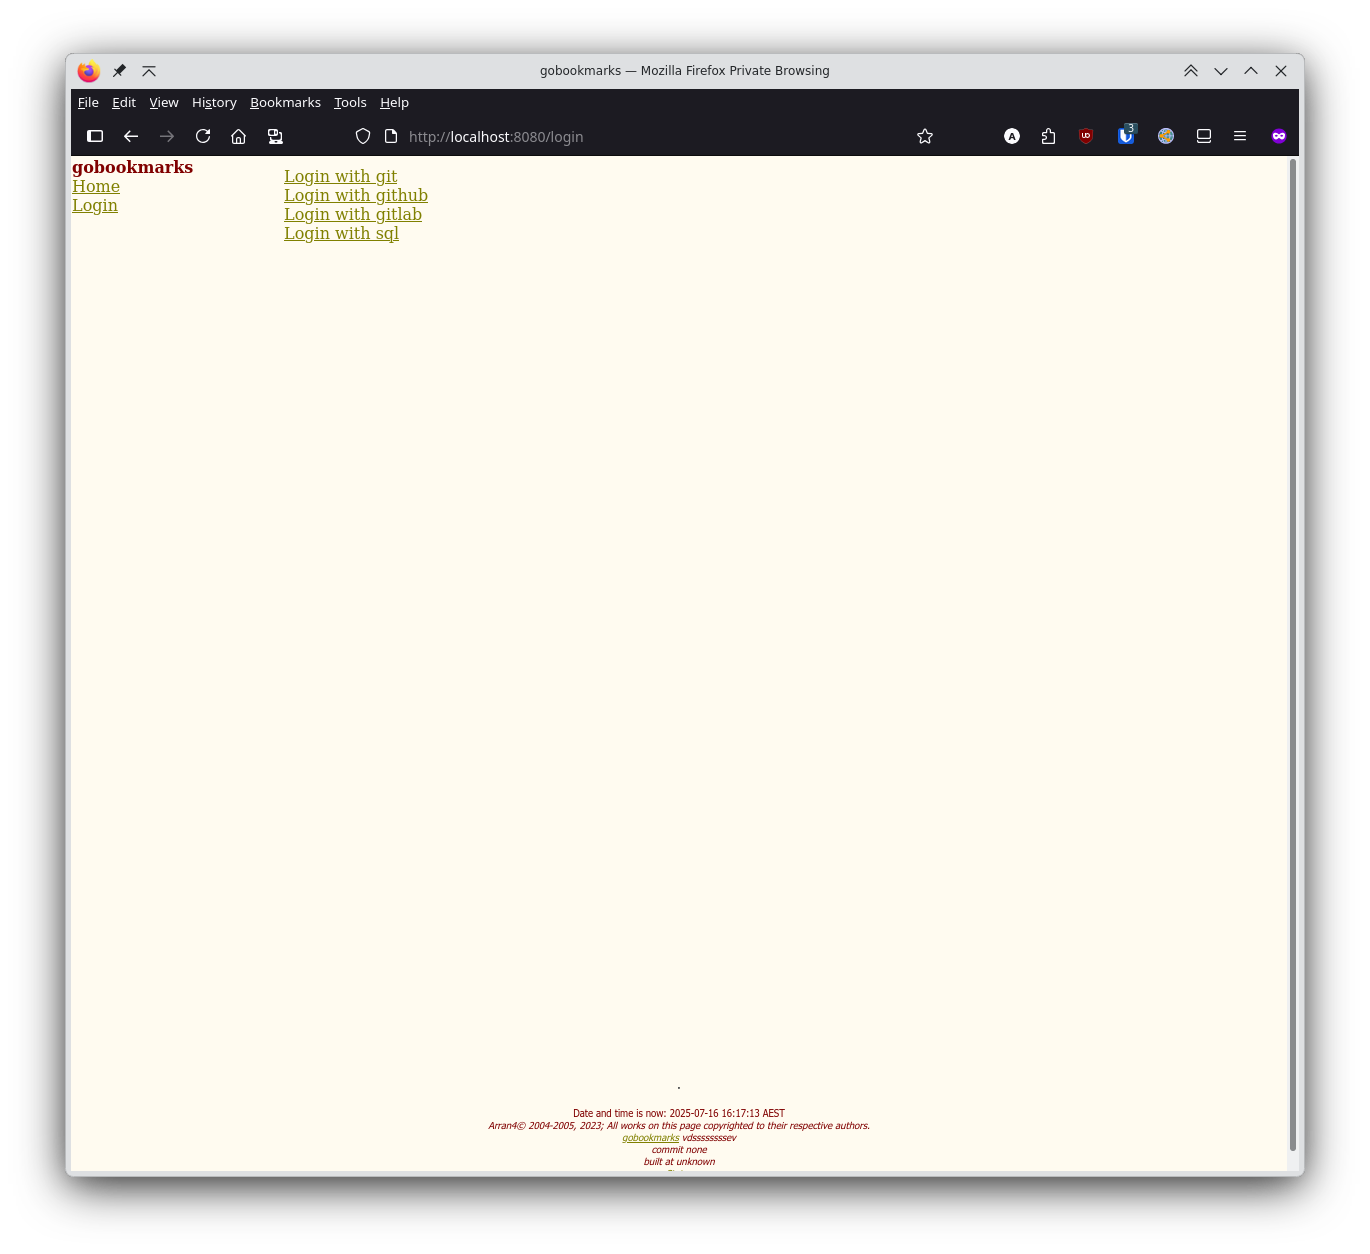 gobookmarks — Mozilla Firefox Private Browsing
File Edit View History Bookmarks Tools Help
http://localhost:8080/login
A
UD
3
gobookmarks
Home
Login
Login with git
Login with github
Login with gitlab
Login with sql
.
Date and time is now: 2025-07-16 16:17:13 AEST
Arran4© 2004-2005, 2023; All works on this page copyrighted to their respective authors.
gobookmarks vdssssssssev
commit none
built at unknown